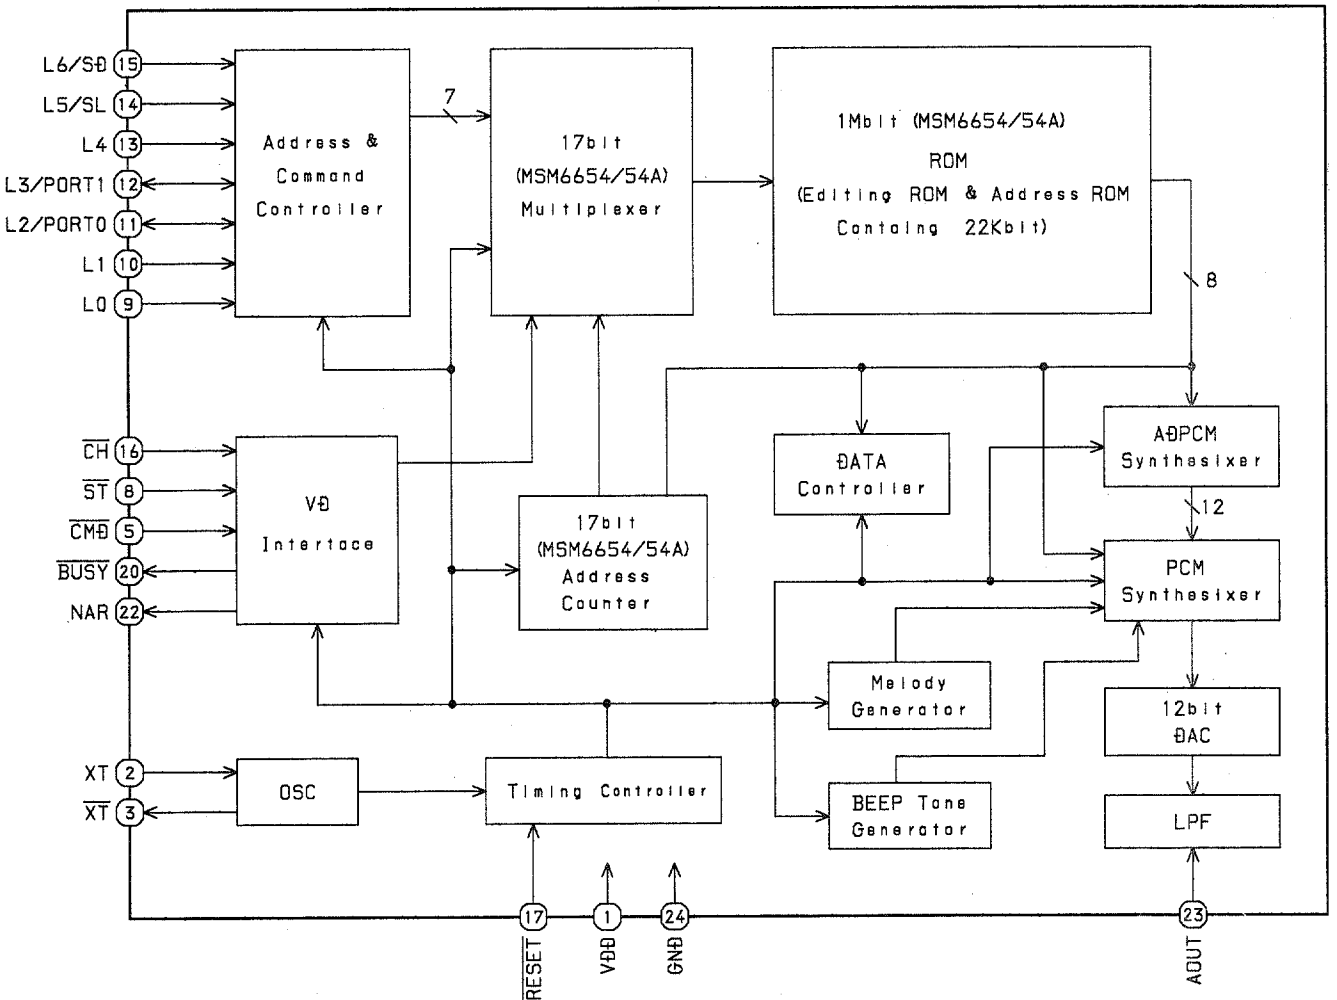 L6/SD 15
L5/SL 14
L4 13
L3/PORT1 12
L2/PORT0 11
L1 10
L0 9
Address &
Command
Controller
7
17bit
(MSM6654/54A)
Multiplexer
1Mbit (MSM6654/54A)
ROM
(Editing ROM & Address ROM
Containg 22Kbit)
8
CH 16
ST 8
CMD 5
BUSY 20
NAR 22
VD
Intertace
17bit
(MSM6654/54A)
Address
Counter
DATA
Controller
ADPCM
Synthesixer
12
PCM
Synthesixer
Melody
Generator
12bit
DAC
XT 2
XT 3
OSC
Timing Controller
BEEP Tone
Generator
LPF
17
1
24
23
RESET
VDD
GND
AOUT